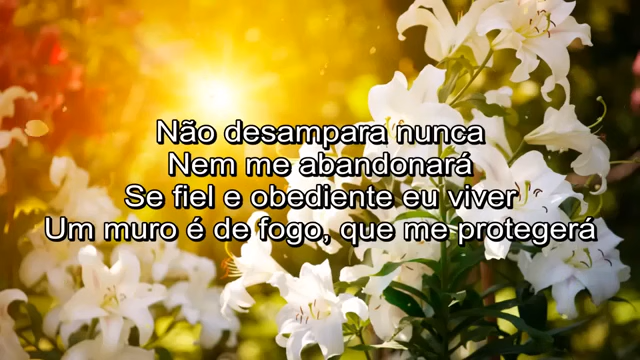 Não desampara nunca
Nem me abandonará
Se fiel e obediente eu viver
Um muro é de fogo, que me protegerá